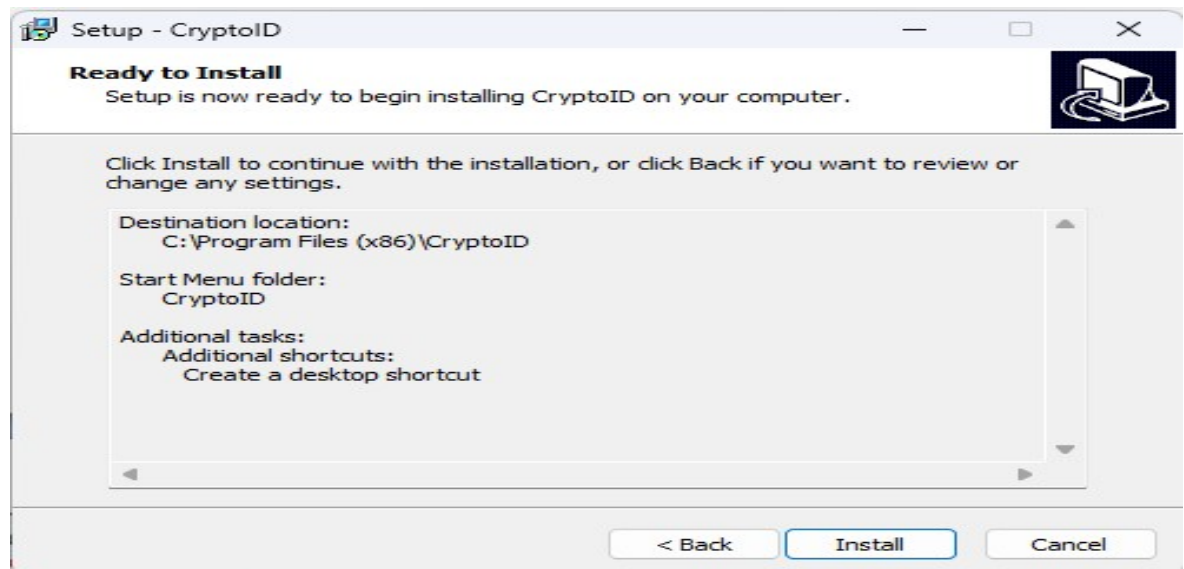 Setup - CryptoID
Ready to Install
Setup is now ready to begin installing CryptoID on your computer.
Click Install to continue with the installation, or click Back if you want to review or
change any settings.
Destination location:
C:\Program Files (x86)\CryptoID
Start Menu folder:
CryptoID
Additional tasks:
Additional shortcuts:
Create a desktop shortcut
< Back Install Cancel